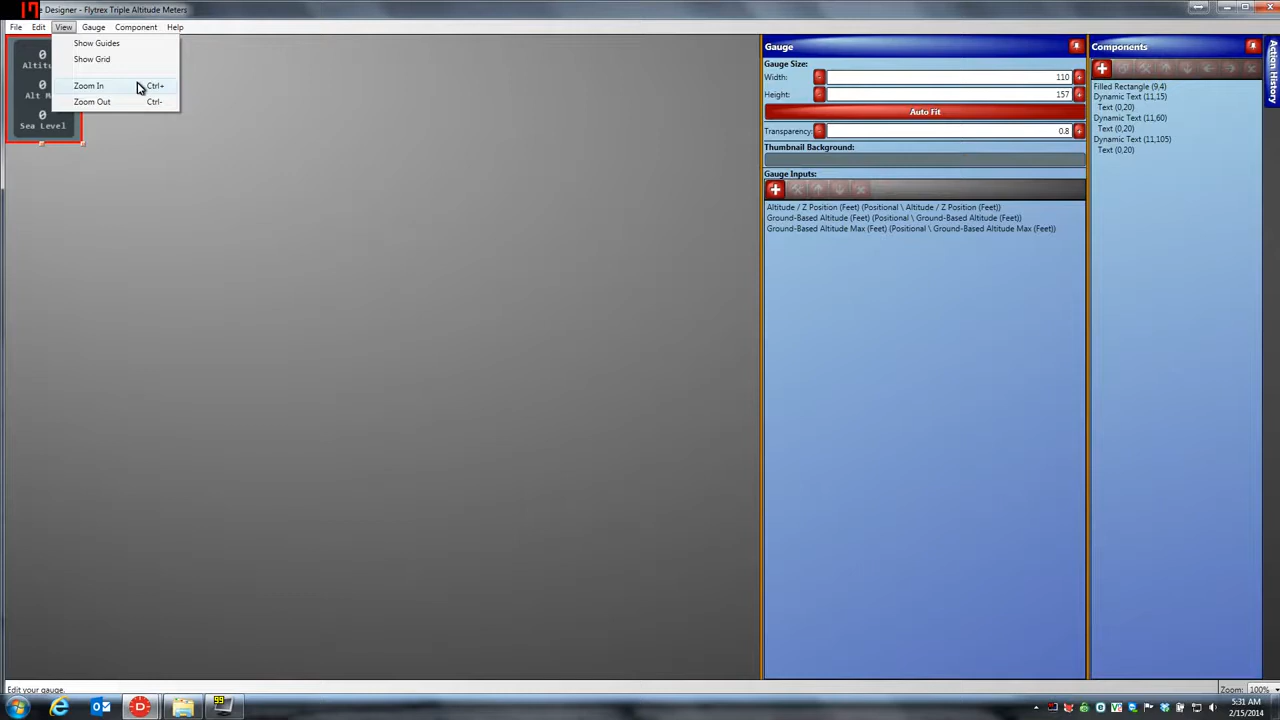 e Designer - Flytrex Triple Altitude Meters
File Edit View Gauge Component Help
Show Guides
Show Grid
Zoom In Ctrl+
Zoom Out Ctrl-
0
Altitu
0
Alt M
0
Sea Level
Gauge
Gauge Size:
Width: - 110 +
Height: - 157 +
Auto Fit
Transparency: - 0.8 +
Thumbnail Background:
Gauge Inputs:
Altitude / Z Position (Feet) (Positional \ Altitude / Z Position (Feet))
Ground-Based Altitude (Feet) (Positional \ Ground-Based Altitude (Feet))
Ground-Based Altitude Max (Feet) (Positional \ Ground-Based Altitude Max (Feet))
Components
Filled Rectangle (9,4)
Dynamic Text (11,15)
Text (0,20)
Dynamic Text (11,60)
Text (0,20)
Dynamic Text (11,105)
Text (0,20)
Action History
Edit your gauge.
Zoom: 100%
99
5:31 AM
2/15/2014